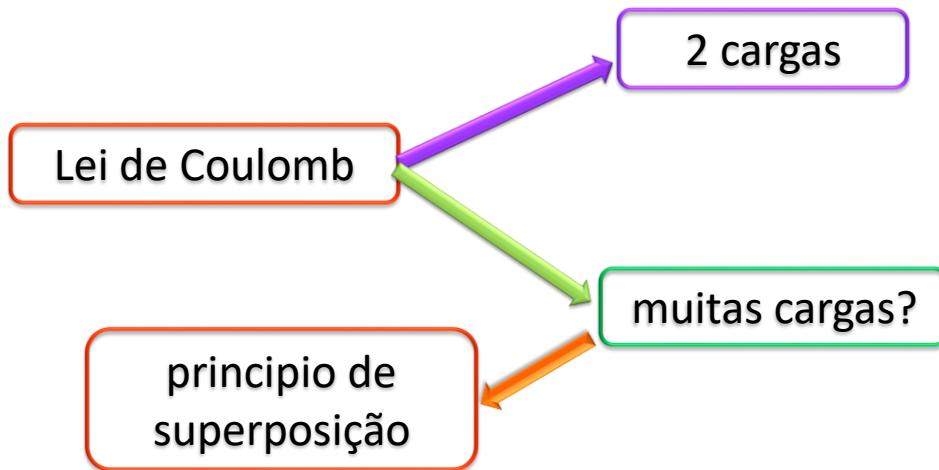 2 cargas
Lei de Coulomb
muitas cargas?
principio de
superposição